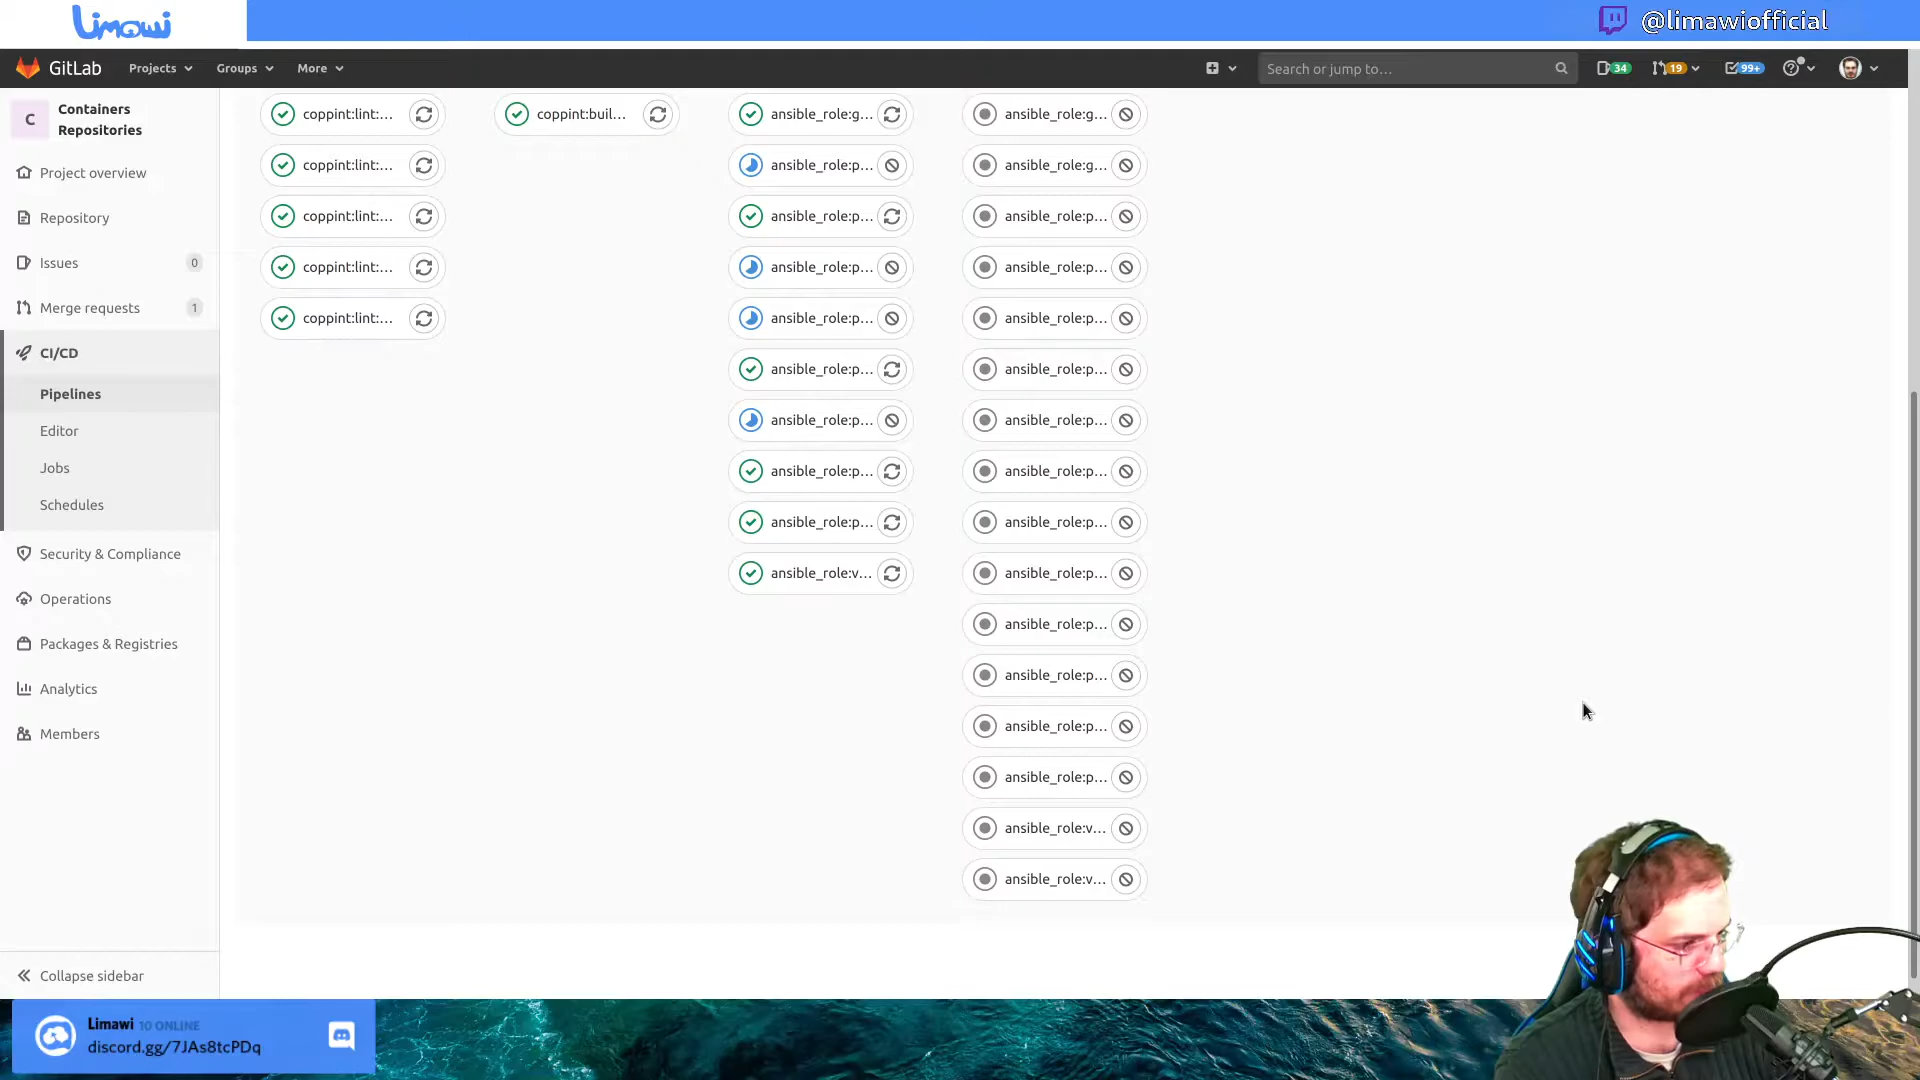 Limawi
@limawiofficial
GitLab
Projects
Groups
More
Search or jump to...
34
19
99+
C
Containers
Repositories
Project overview
Repository
Issues
0
Merge requests
1
CI/CD
Pipelines
Editor
Jobs
Schedules
Security & Compliance
Operations
Packages & Registries
Analytics
Members
Collapse sidebar
coppint:lint:...
coppint:lint:...
coppint:lint:...
coppint:lint:...
coppint:lint:...
coppint:buil...
ansible_role:g...
ansible_role:p...
ansible_role:p...
ansible_role:p...
ansible_role:p...
ansible_role:p...
ansible_role:p...
ansible_role:p...
ansible_role:p...
ansible_role:v...
ansible_role:g...
ansible_role:g...
ansible_role:p...
ansible_role:p...
ansible_role:p...
ansible_role:p...
ansible_role:p...
ansible_role:p...
ansible_role:p...
ansible_role:p...
ansible_role:p...
ansible_role:p...
ansible_role:p...
ansible_role:p...
ansible_role:v...
ansible_role:v...
Limawi 10 ONLINE
discord.gg/7JAs8tcPDq